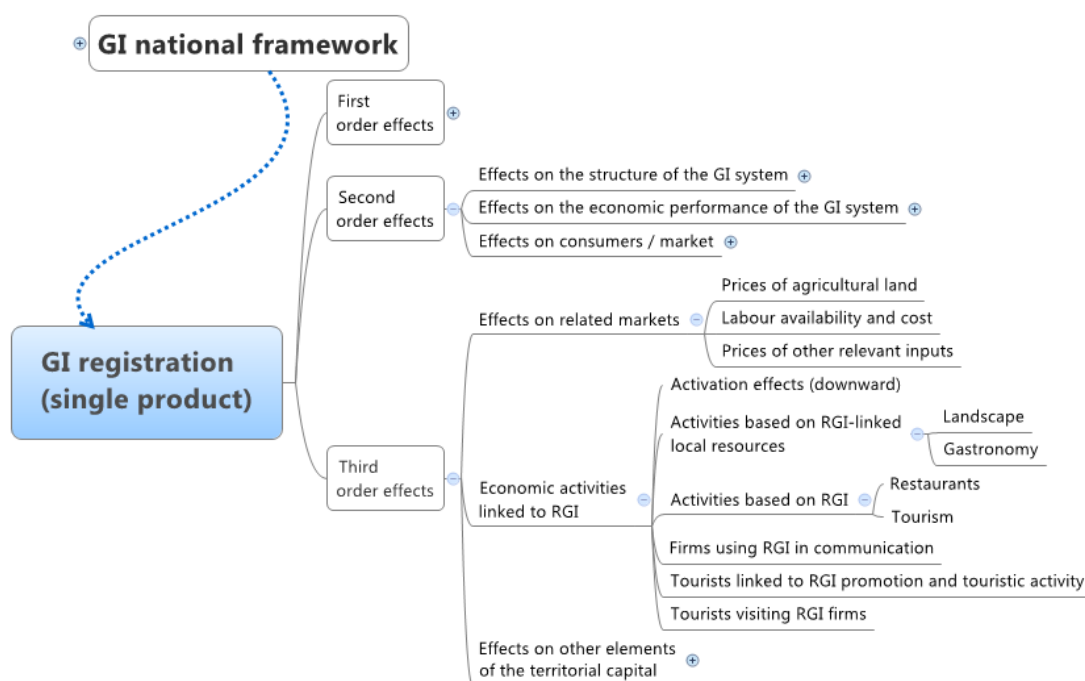 GI national framework
First
order effects
Second
order effects
Effects on the structure of the GI system
Effects on the economic performance of the GI system
Effects on consumers / market
GI registration
(single product)
Third
order effects
Effects on related markets
Prices of agricultural land
Labour availability and cost
Prices of other relevant inputs
Economic activities
linked to RGI
Activation effects (downward)
Activities based on RGI-linked
local resources
Landscape
Gastronomy
Activities based on RGI
Restaurants
Tourism
Firms using RGI in communication
Tourists linked to RGI promotion and touristic activity
Tourists visiting RGI firms
Effects on other elements
of the territorial capital